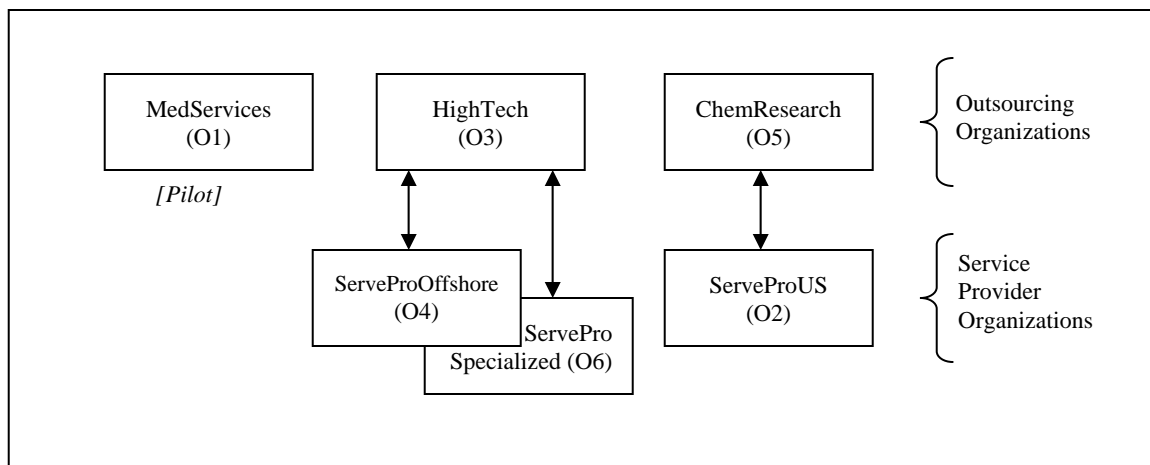 MedServices
(O1)
[Pilot]
HighTech
(O3)
ChemResearch
(O5)
Outsourcing
Organizations
ServeProOffshore
(O4)
ServePro
Specialized (O6)
ServeProUS
(O2)
Service
Provider
Organizations